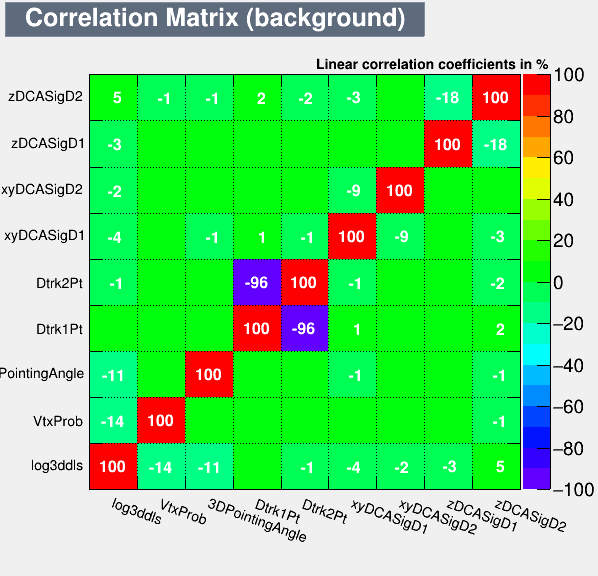 Correlation Matrix (background)
Linear correlation coefficients in %
zDCASigD2 5 -1 -1 2 -2 -3 -18 100
zDCASigD1 -3 100 -18
xyDCASigD2 -2 -9 100
xyDCASigD1 -4 -1 1 -1 100 -9 -3
Dtrk2Pt -1 -96 100 -1 -2
Dtrk1Pt 100 -96 1 2
PointingAngle -11 100 -1 -1
VtxProb -14 100 -1
log3ddls 100 -14 -11 -1 -4 -2 -3 5
log3ddls VtxProb 3DPointingAngle Dtrk1Pt Dtrk2Pt xyDCASigD1 xyDCASigD2 zDCASigD1 zDCASigD2
100
80
60
40
20
0
−20
−40
−60
−80
−100